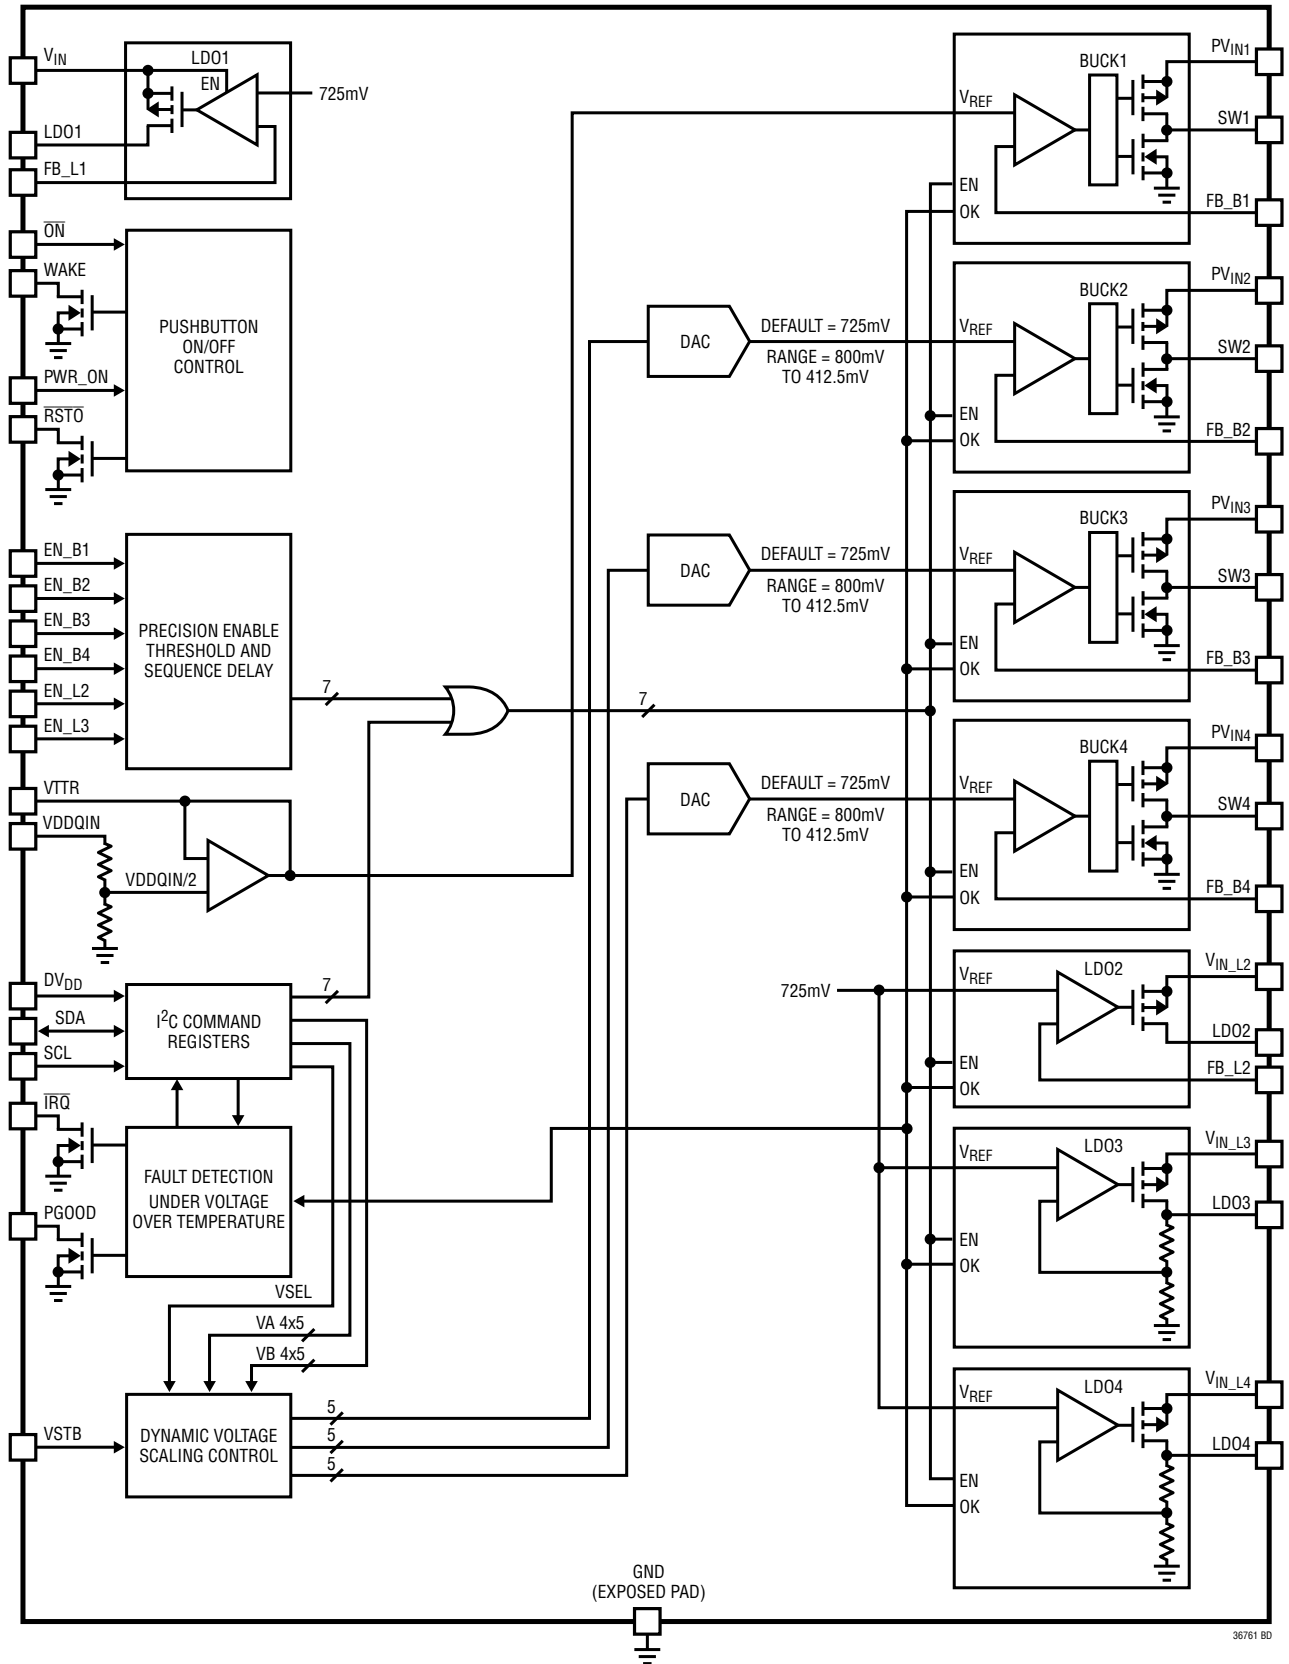 VIN
LDO1
EN
725mV
LDO1
FB_L1
ON
WAKE
PUSHBUTTON
ON/OFF
CONTROL
PWR_ON
RSTO
EN_B1
EN_B2
EN_B3
EN_B4
EN_L2
EN_L3
PRECISION ENABLE
THRESHOLD AND
SEQUENCE DELAY
7
7
VTTR
VDDQIN
VDDQIN/2
DVDD
SDA
SCL
I2C COMMAND
REGISTERS
7
IRQ
PGOOD
FAULT DETECTION
UNDER VOLTAGE
OVER TEMPERATURE
VSEL
VA 4x5
VB 4x5
VSTB
DYNAMIC VOLTAGE
SCALING CONTROL
5
5
5
DAC
DEFAULT = 725mV
RANGE = 800mV
TO 412.5mV
DAC
DEFAULT = 725mV
RANGE = 800mV
TO 412.5mV
DAC
DEFAULT = 725mV
RANGE = 800mV
TO 412.5mV
725mV
BUCK1
VREF
EN
OK
PVIN1
SW1
FB_B1
BUCK2
VREF
EN
OK
PVIN2
SW2
FB_B2
BUCK3
VREF
EN
OK
PVIN3
SW3
FB_B3
BUCK4
VREF
EN
OK
PVIN4
SW4
FB_B4
LDO2
VREF
EN
OK
VIN_L2
LDO2
FB_L2
LDO3
VREF
EN
OK
VIN_L3
LDO3
LDO4
VREF
EN
OK
VIN_L4
LDO4
GND
(EXPOSED PAD)
36761 BD